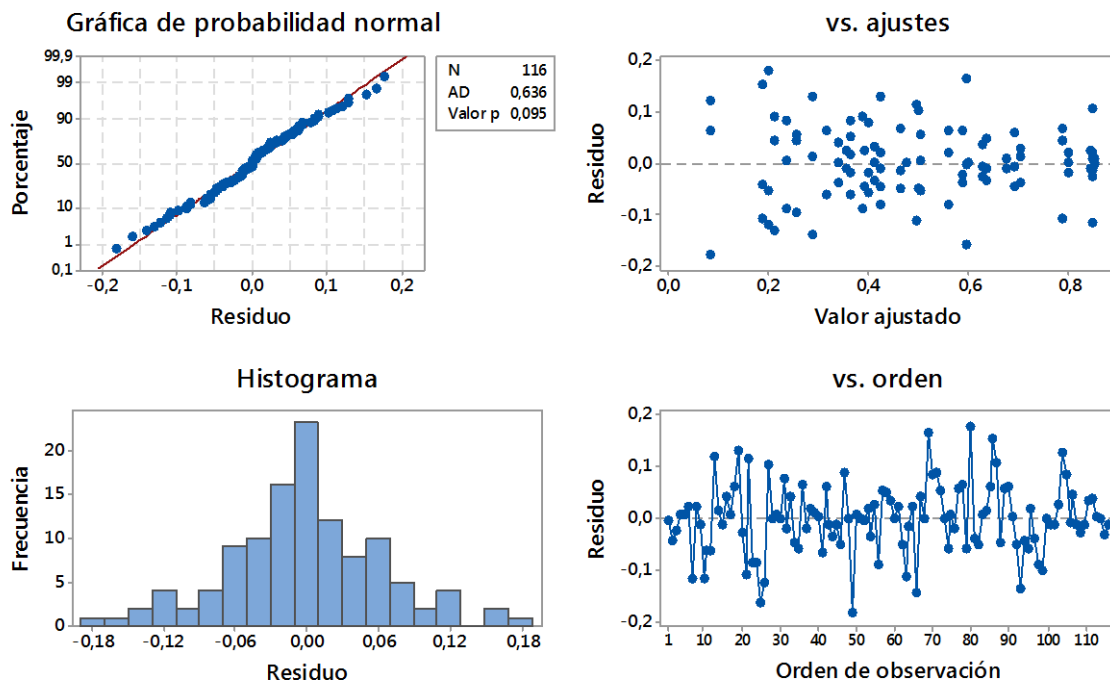 Gráfica de probabilidad normal
Porcentaje
99,9
99
90
50
10
1
0,1
-0,2 -0,1 0,0 0,1 0,2
Residuo
N 116
AD 0,636
Valor p 0,095
vs. ajustes
Residuo
0,2
0,1
0,0
-0,1
-0,2
0,0 0,2 0,4 0,6 0,8
Valor ajustado
Histograma
Frecuencia
20
15
10
5
0
-0,18 -0,12 -0,06 0,00 0,06 0,12 0,18
Residuo
vs. orden
Residuo
0,2
0,1
0,0
-0,1
-0,2
1 10 20 30 40 50 60 70 80 90 100 110
Orden de observación